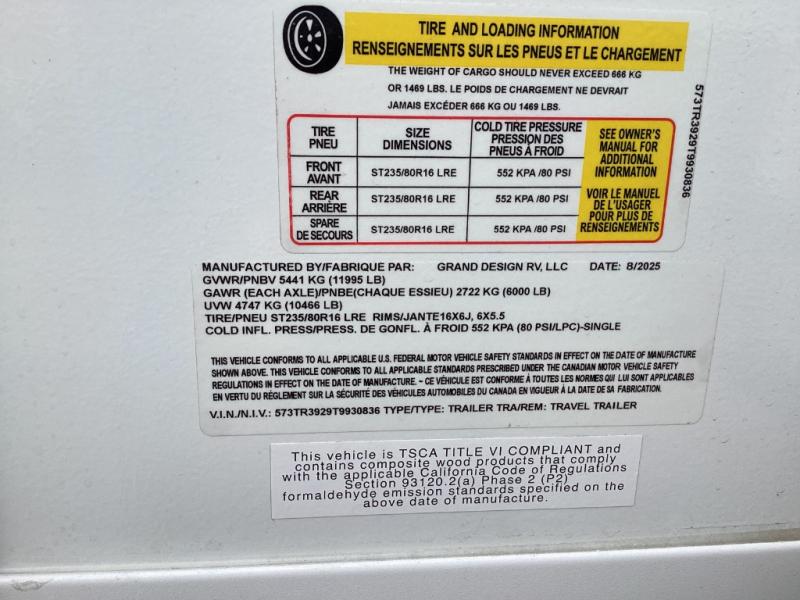 TIRE AND LOADING INFORMATION
RENSEIGNEMENTS SUR LES PNEUS ET LE CHARGEMENT
THE WEIGHT OF CARGO SHOULD NEVER EXCEED 666 KG
OR 1469 LBS. LE POIDS DE CHARGEMENT NE DEVRAIT
JAMAIS EXCÉDER 666 KG OU 1469 LBS.
TIRE
PNEU
SIZE
DIMENSIONS
COLD TIRE PRESSURE
PRESSION DES
PNEUS À FROID
FRONT
AVANT
ST235/80R16 LRE
552 KPA /80 PSI
REAR
ARRIÈRE
ST235/80R16 LRE
552 KPA /80 PSI
SPARE
DE SECOURS
ST235/80R16 LRE
552 KPA /80 PSI
SEE OWNER'S
MANUAL FOR
ADDITIONAL
INFORMATION
VOIR LE MANUEL
DE L'USAGER
POUR PLUS DE
RENSEIGNEMENTS
573TR3929T9930836
MANUFACTURED BY/FABRIQUE PAR: GRAND DESIGN RV, LLC DATE: 8/2025
GVWR/PNBV 5441 KG (11995 LB)
GAWR (EACH AXLE)/PNBE(CHAQUE ESSIEU) 2722 KG (6000 LB)
UVW 4747 KG (10466 LB)
TIRE/PNEU ST235/80R16 LRE RIMS/JANTE16X6J, 6X5.5
COLD INFL. PRESS/PRESS. DE GONFL. À FROID 552 KPA (80 PSI/LPC)-SINGLE
THIS VEHICLE CONFORMS TO ALL APPLICABLE U.S. FEDERAL MOTOR VEHICLE SAFETY STANDARDS IN EFFECT ON THE DATE OF MANUFACTURE
SHOWN ABOVE. THIS VEHICLE CONFORMS TO ALL APPLICABLE STANDARDS PRESCRIBED UNDER THE CANADIAN MOTOR VEHICLE SAFETY
REGULATIONS IN EFFECT ON THE DATE OF MANUFACTURE. - CE VÉHICULE EST CONFORME À TOUTES LES NORMES QUI LUI SONT APPLICABLES
EN VERTU DU RÈGLEMENT SUR LA SÉCURITÉ DES VÉHICULES AUTOMOBILES DU CANADA EN VIGUEUR À LA DATE DE SA FABRICATION.
V.I.N./N.I.V.: 573TR3929T9930836 TYPE/TYPE: TRAILER TRA/REM: TRAVEL TRAILER
This vehicle is TSCA TITLE VI COMPLIANT and
contains composite wood products that comply
with the applicable California Code of Regulations
Section 93120.2(a) Phase 2 (P2)
formaldehyde emission standards specified on the
above date of manufacture.